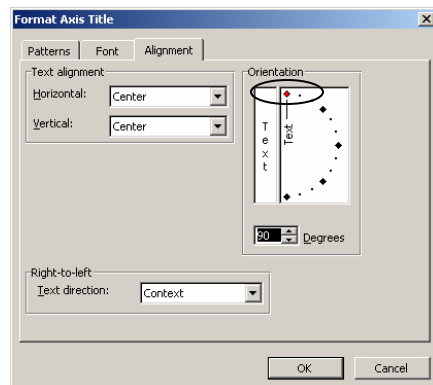 Format Axis Title
Patterns Font Alignment
Text alignment
Horizontal: Center
Vertical: Center
Orientation
Text
Text
90 Degrees
Right-to-left
Text direction: Context
OK Cancel